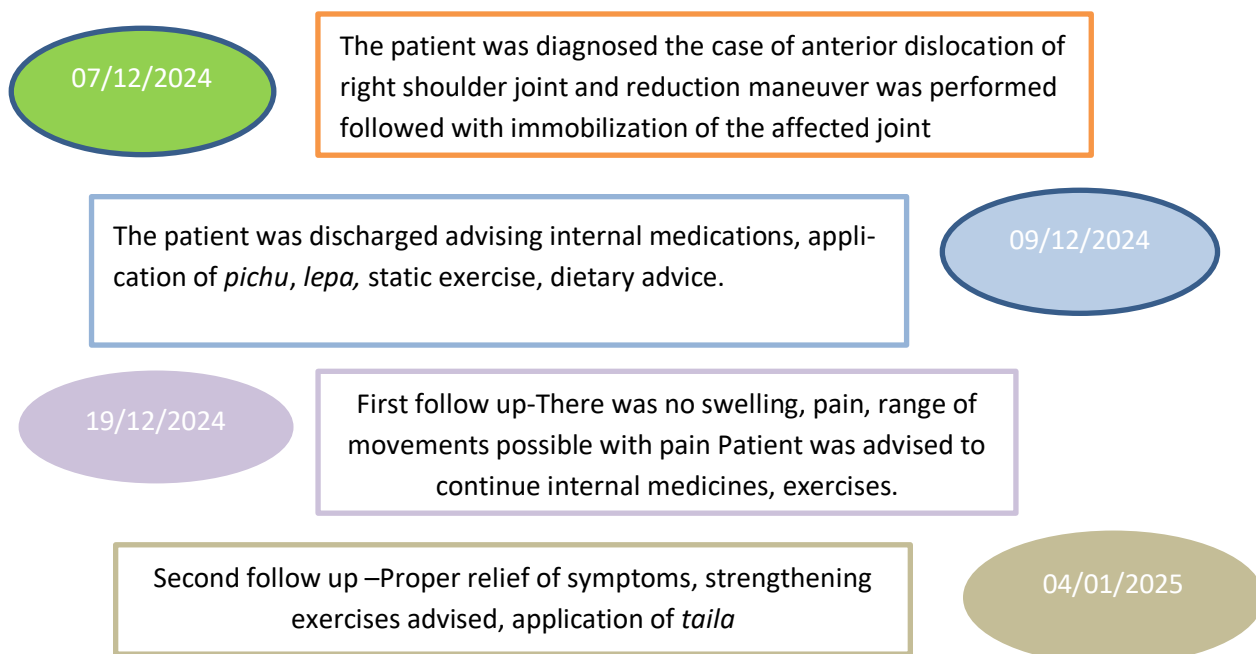 07/12/2024
The patient was diagnosed the case of anterior dislocation of
right shoulder joint and reduction maneuver was performed
followed with immobilization of the affected joint
The patient was discharged advising internal medications, appli-
cation of pichu, lepa, static exercise, dietary advice.
09/12/2024
19/12/2024
First follow up-There was no swelling, pain, range of
movements possible with pain Patient was advised to
continue internal medicines, exercises.
Second follow up –Proper relief of symptoms, strengthening
exercises advised, application of taila
04/01/2025